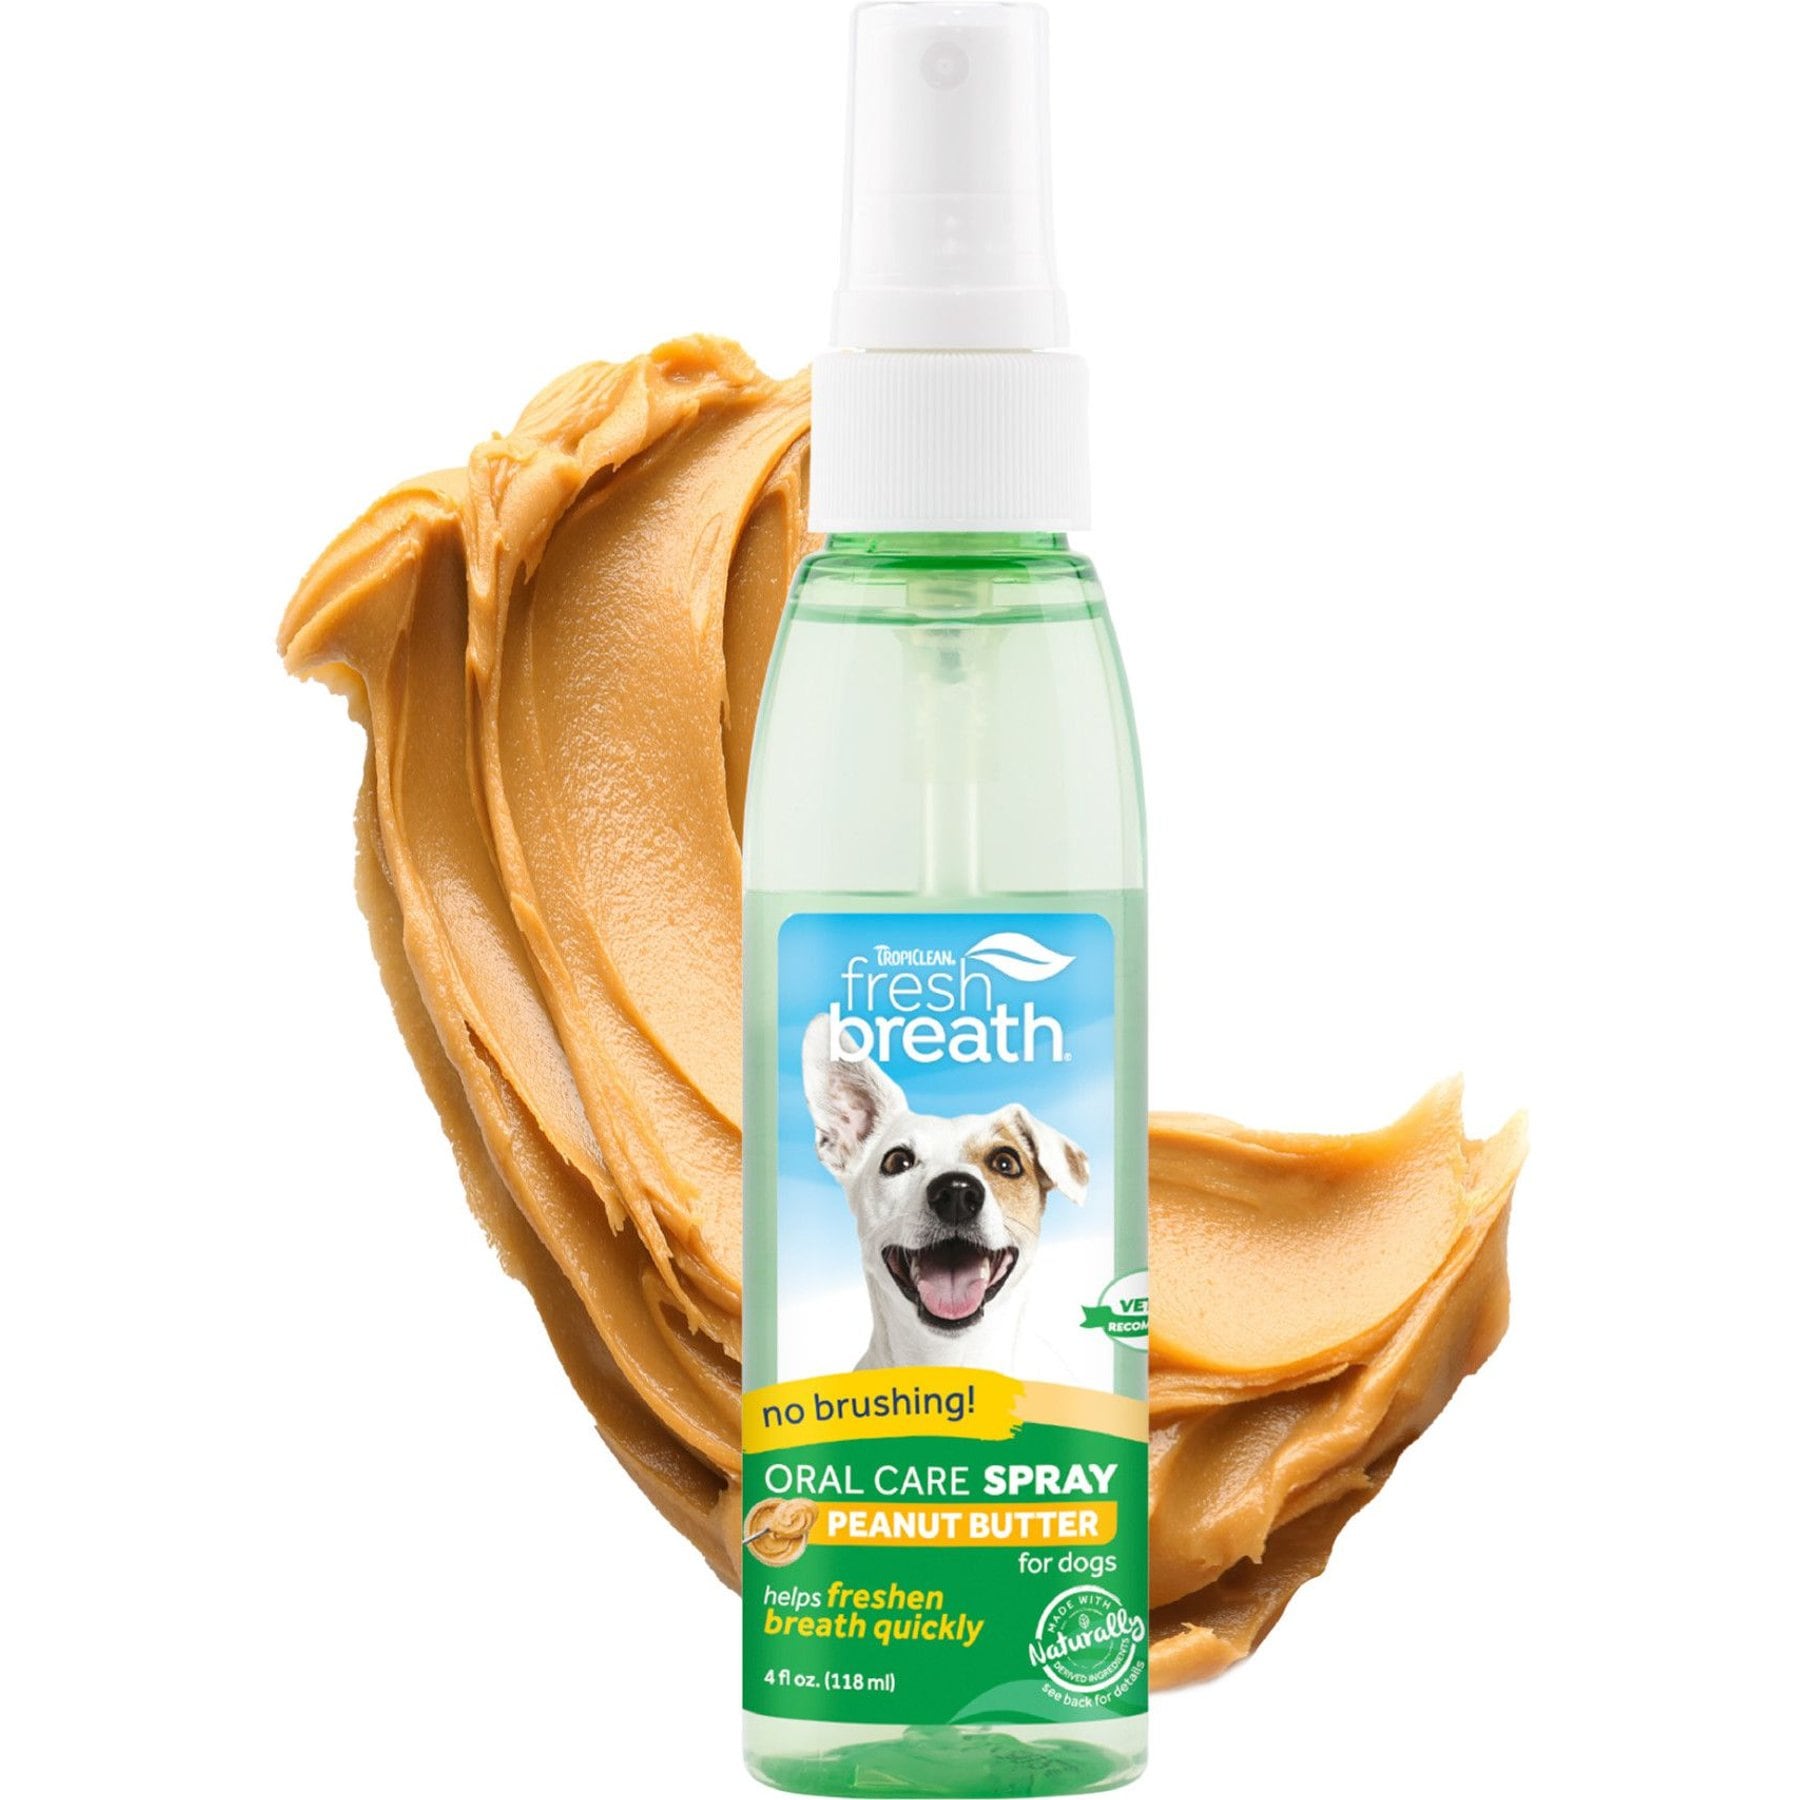 TROPICLEAN®
fresh
breath®
VET
no brushing!
ORAL CARE SPRAY
PEANUT BUTTER
for dogs
helps freshen
breath quickly
4 fl oz. (118 ml)
MADE WITH
Naturally
DERIVED INGREDIENTS
see back for details